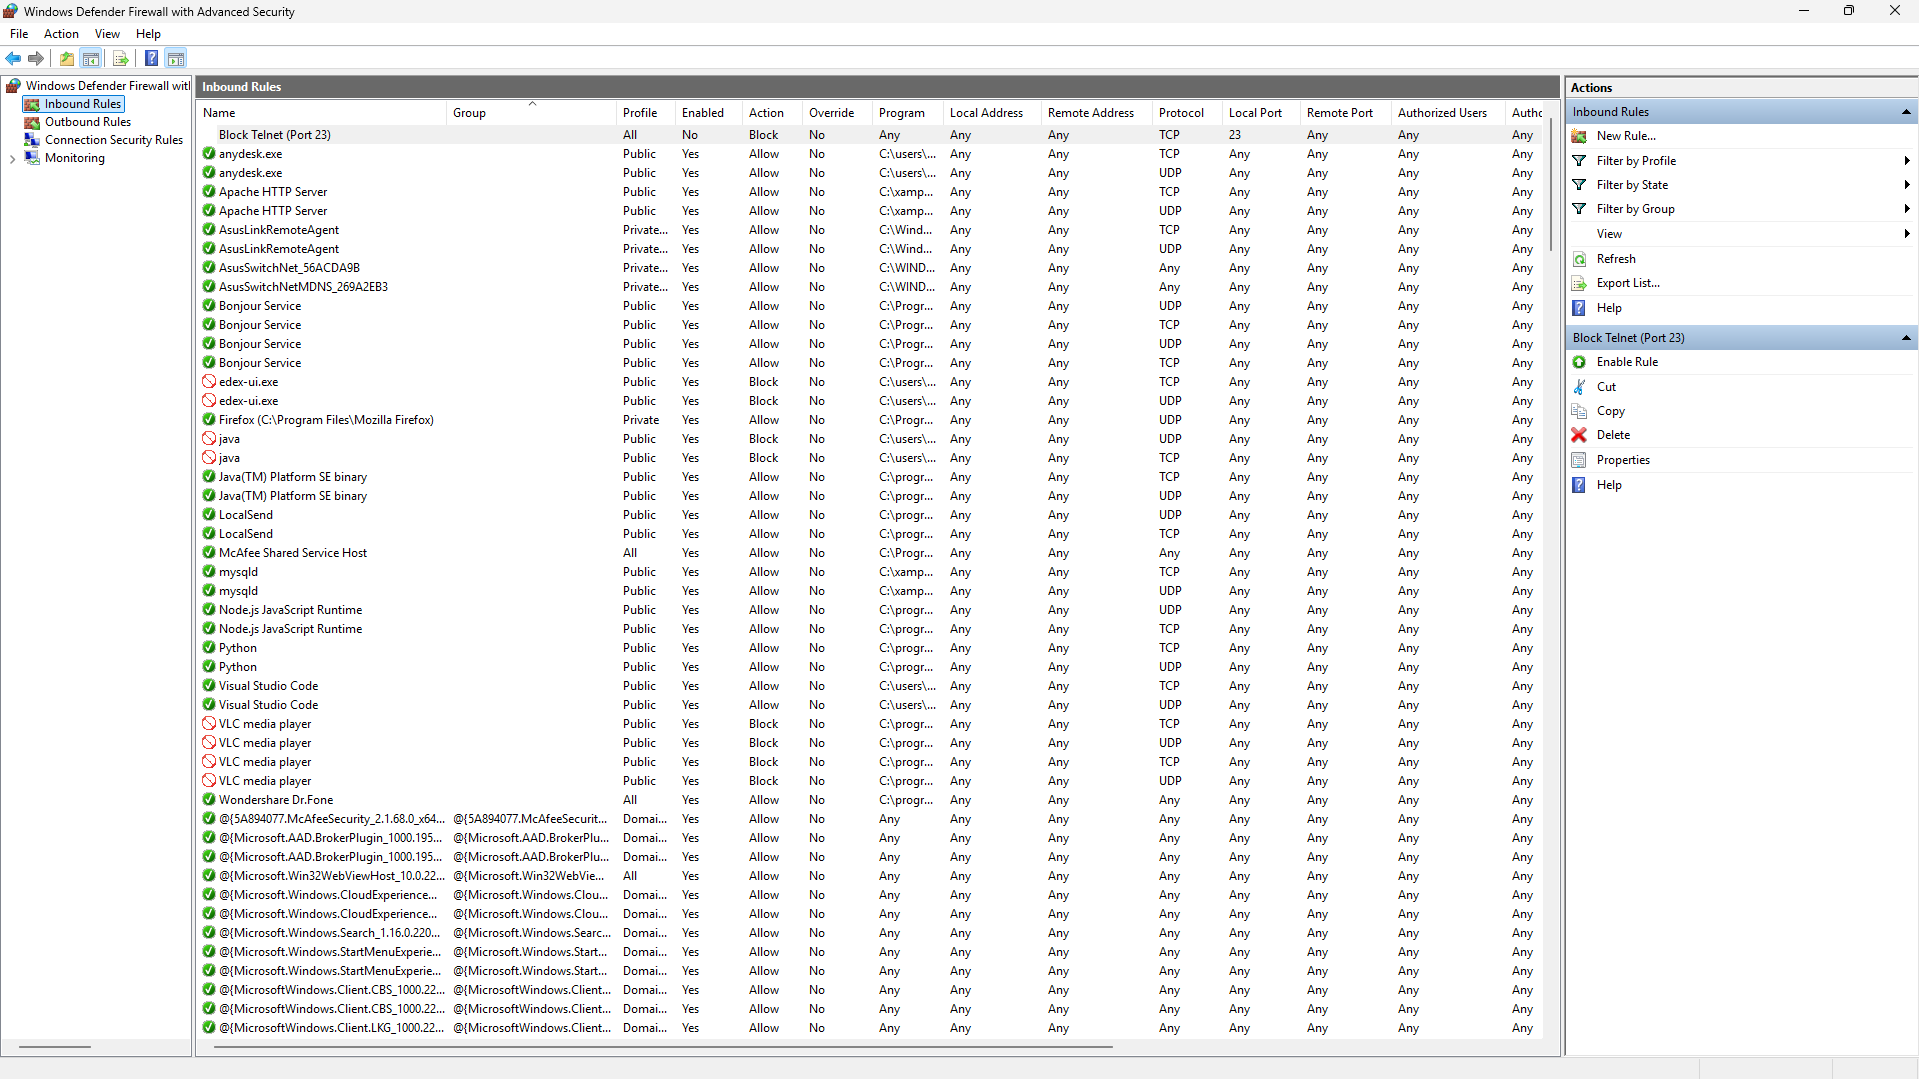 Windows Defender Firewall with Advanced Security
File Action View Help
Windows Defender Firewall witl
Inbound Rules
Outbound Rules
Connection Security Rules
Monitoring
Inbound Rules
Name Group Profile Enabled Action Override Program Local Address Remote Address Protocol Local Port Remote Port Authorized Users Authc
Block Telnet (Port 23) All No Block No Any Any Any TCP 23 Any Any Any
anydesk.exe Public Yes Allow No C:\users\... Any Any TCP Any Any Any Any
anydesk.exe Public Yes Allow No C:\users\... Any Any UDP Any Any Any Any
Apache HTTP Server Public Yes Allow No C:\xamp... Any Any TCP Any Any Any Any
Apache HTTP Server Public Yes Allow No C:\xamp... Any Any UDP Any Any Any Any
AsusLinkRemoteAgent Private... Yes Allow No C:\Wind... Any Any TCP Any Any Any Any
AsusLinkRemoteAgent Private... Yes Allow No C:\Wind... Any Any UDP Any Any Any Any
AsusSwitchNet_56ACDA9B Private... Yes Allow No C:\WIND... Any Any Any Any Any Any Any
AsusSwitchNetMDNS_269A2EB3 Private... Yes Allow No C:\WIND... Any Any Any Any Any Any Any
Bonjour Service Public Yes Allow No C:\Progr... Any Any UDP Any Any Any Any
Bonjour Service Public Yes Allow No C:\Progr... Any Any TCP Any Any Any Any
Bonjour Service Public Yes Allow No C:\Progr... Any Any UDP Any Any Any Any
Bonjour Service Public Yes Allow No C:\Progr... Any Any TCP Any Any Any Any
edex-ui.exe Public Yes Block No C:\users\... Any Any TCP Any Any Any Any
edex-ui.exe Public Yes Block No C:\users\... Any Any UDP Any Any Any Any
Firefox (C:\Program Files\Mozilla Firefox) Private Yes Allow No C:\Progr... Any Any UDP Any Any Any Any
java Public Yes Block No C:\users\... Any Any UDP Any Any Any Any
java Public Yes Block No C:\users\... Any Any TCP Any Any Any Any
Java(TM) Platform SE binary Public Yes Allow No C:\progr... Any Any TCP Any Any Any Any
Java(TM) Platform SE binary Public Yes Allow No C:\progr... Any Any UDP Any Any Any Any
LocalSend Public Yes Allow No C:\progr... Any Any UDP Any Any Any Any
LocalSend Public Yes Allow No C:\progr... Any Any TCP Any Any Any Any
McAfee Shared Service Host All Yes Allow No C:\Progr... Any Any Any Any Any Any Any
mysqld Public Yes Allow No C:\xamp... Any Any TCP Any Any Any Any
mysqld Public Yes Allow No C:\xamp... Any Any UDP Any Any Any Any
Node.js JavaScript Runtime Public Yes Allow No C:\progr... Any Any UDP Any Any Any Any
Node.js JavaScript Runtime Public Yes Allow No C:\progr... Any Any TCP Any Any Any Any
Python Public Yes Allow No C:\progr... Any Any TCP Any Any Any Any
Python Public Yes Allow No C:\progr... Any Any UDP Any Any Any Any
Visual Studio Code Public Yes Allow No C:\users\... Any Any TCP Any Any Any Any
Visual Studio Code Public Yes Allow No C:\users\... Any Any UDP Any Any Any Any
VLC media player Public Yes Block No C:\progr... Any Any TCP Any Any Any Any
VLC media player Public Yes Block No C:\progr... Any Any UDP Any Any Any Any
VLC media player Public Yes Block No C:\progr... Any Any TCP Any Any Any Any
VLC media player Public Yes Block No C:\progr... Any Any UDP Any Any Any Any
Wondershare Dr.Fone All Yes Allow No C:\progr... Any Any Any Any Any Any Any
@{5A894077.McAfeeSecurity_2.1.68.0_x64... @{5A894077.McAfeeSecurit... Domai... Yes Allow No Any Any Any Any Any Any Any Any
@{Microsoft.AAD.BrokerPlugin_1000.195... @{Microsoft.AAD.BrokerPlu... Domai... Yes Allow No Any Any Any Any Any Any Any Any
@{Microsoft.AAD.BrokerPlugin_1000.195... @{Microsoft.AAD.BrokerPlu... Domai... Yes Allow No Any Any Any Any Any Any Any Any
@{Microsoft.Win32WebViewHost_10.0.22... @{Microsoft.Win32WebVie... All Yes Allow No Any Any Any Any Any Any Any Any
@{Microsoft.Windows.CloudExperience... @{Microsoft.Windows.Clou... Domai... Yes Allow No Any Any Any Any Any Any Any Any
@{Microsoft.Windows.CloudExperience... @{Microsoft.Windows.Clou... Domai... Yes Allow No Any Any Any Any Any Any Any Any
@{Microsoft.Windows.Search_1.16.0.220... @{Microsoft.Windows.Searc... Domai... Yes Allow No Any Any Any Any Any Any Any Any
@{Microsoft.Windows.StartMenuExperie... @{Microsoft.Windows.Start... Domai... Yes Allow No Any Any Any Any Any Any Any Any
@{Microsoft.Windows.StartMenuExperie... @{Microsoft.Windows.Start... Domai... Yes Allow No Any Any Any Any Any Any Any Any
@{MicrosoftWindows.Client.CBS_1000.22... @{MicrosoftWindows.Client... Domai... Yes Allow No Any Any Any Any Any Any Any Any
@{MicrosoftWindows.Client.CBS_1000.22... @{MicrosoftWindows.Client... Domai... Yes Allow No Any Any Any Any Any Any Any Any
@{MicrosoftWindows.Client.LKG_1000.22... @{MicrosoftWindows.Client... Domai... Yes Allow No Any Any Any Any Any Any Any Any
Actions
Inbound Rules
New Rule...
Filter by Profile
Filter by State
Filter by Group
View
Refresh
Export List...
Help
Block Telnet (Port 23)
Enable Rule
Cut
Copy
Delete
Properties
Help